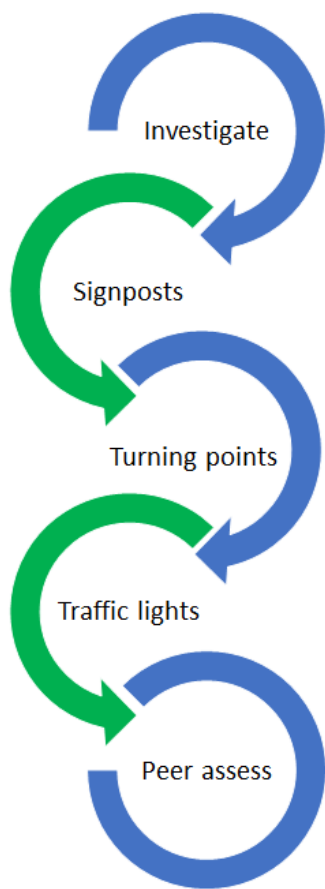 Investigate
Signposts
Turning points
Traffic lights
Peer assess